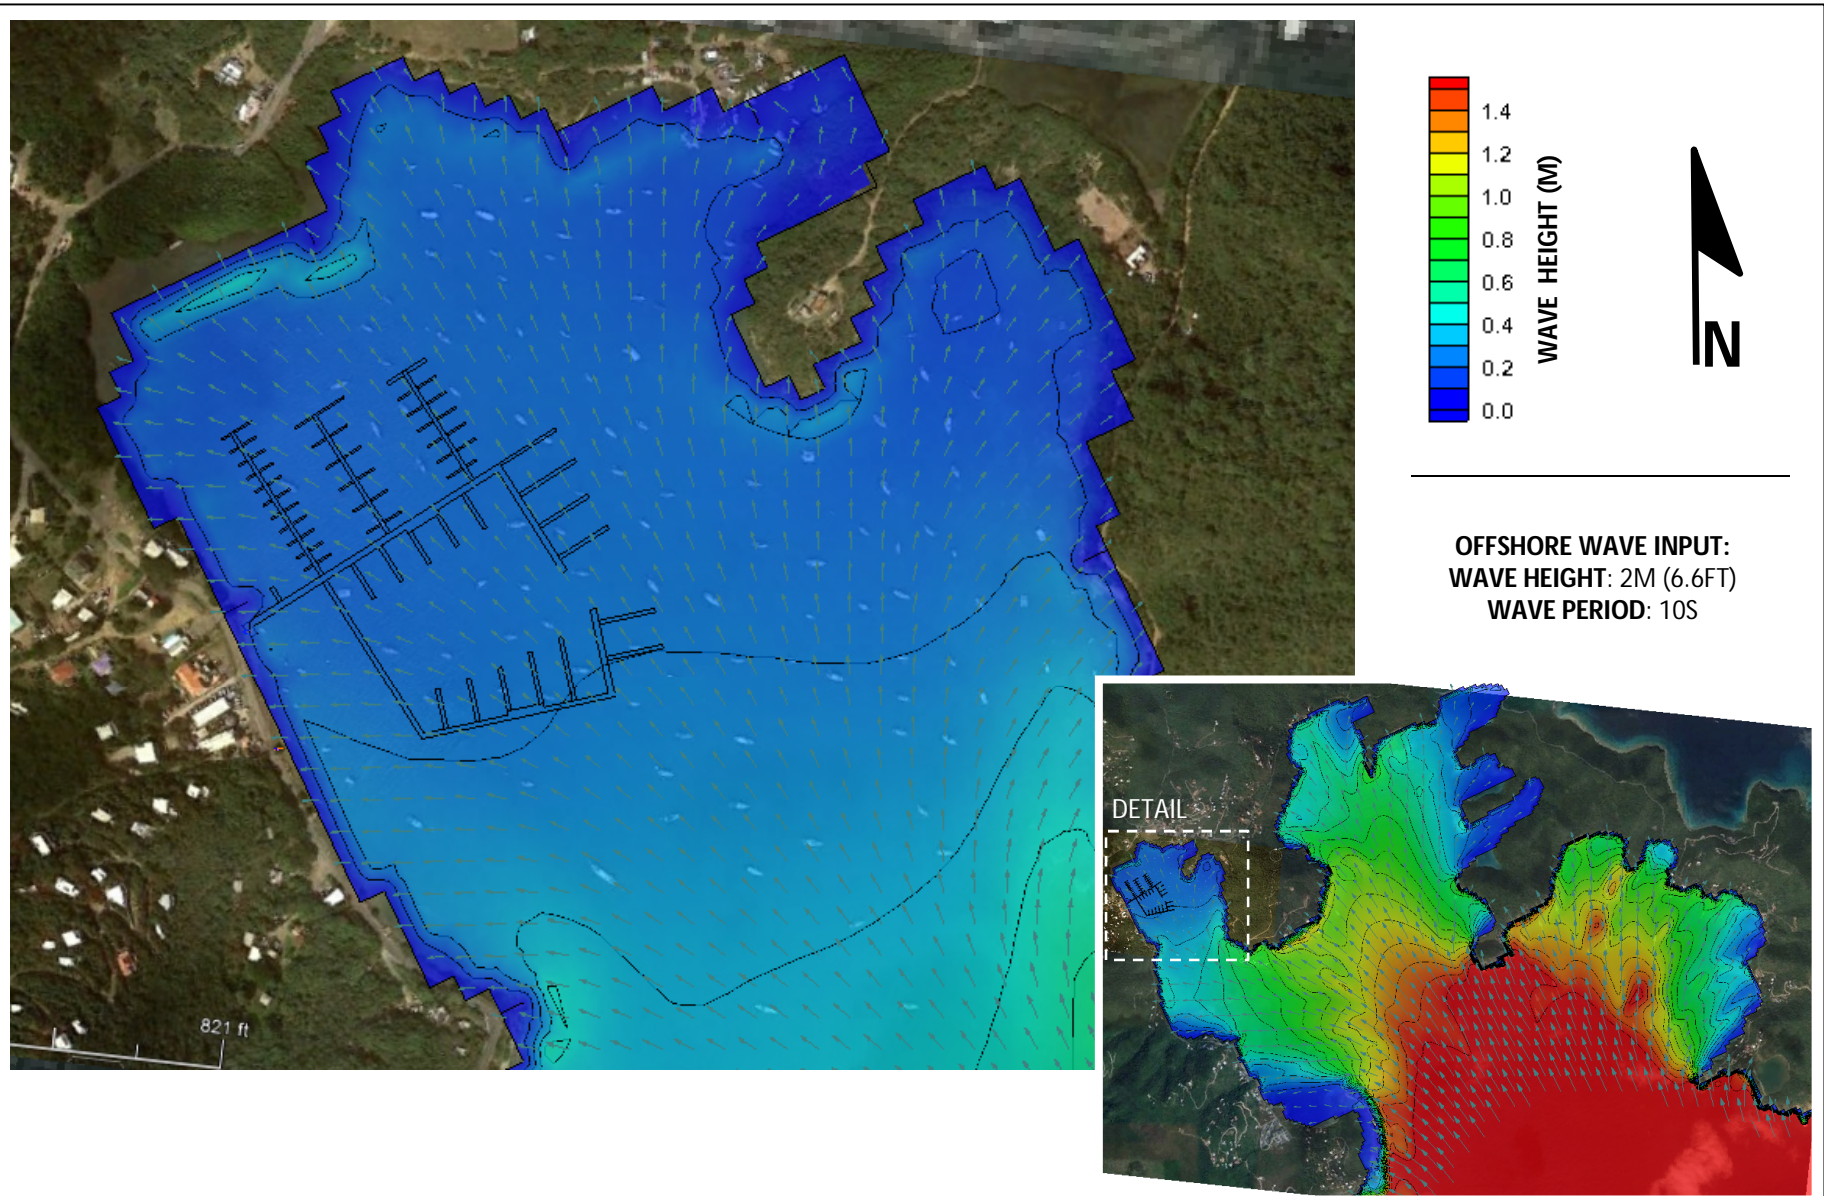 1.4
1.2
1.0
0.8
0.6
0.4
0.2
0.0
WAVE HEIGHT (M)
N
OFFSHORE WAVE INPUT:
WAVE HEIGHT: 2M (6.6FT)
WAVE PERIOD: 10S
DETAIL
821 ft